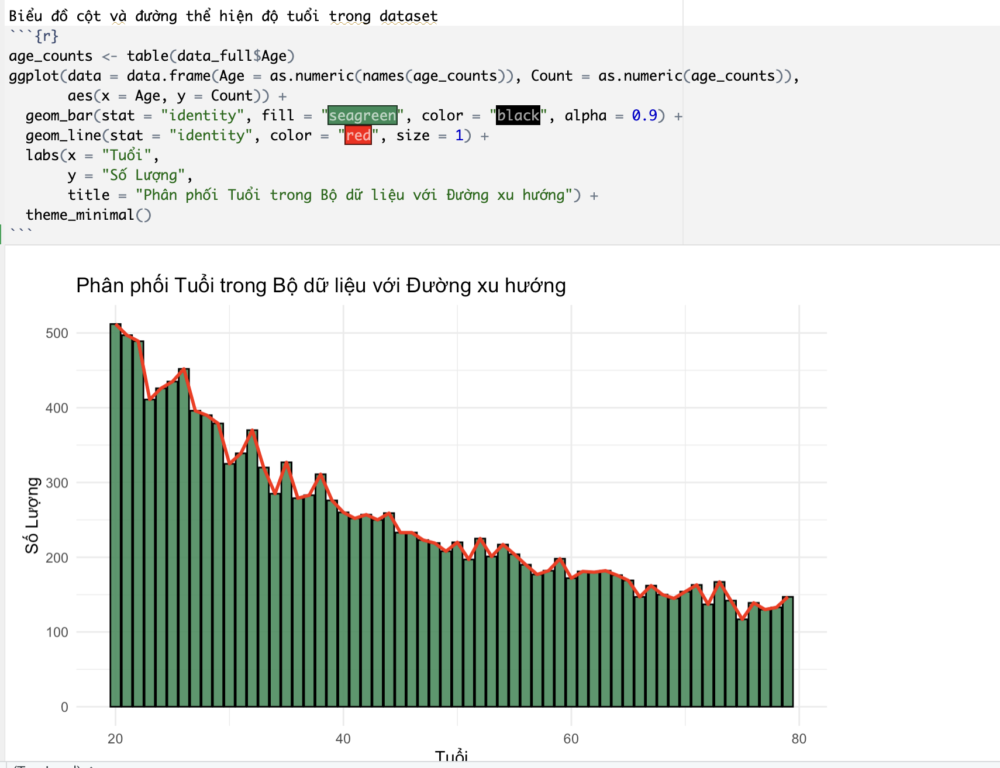 Biểu đồ cột và đường thể hiện độ tuổi trong dataset
```{r}
age_counts <- table(data_full$Age)
ggplot(data = data.frame(Age = as.numeric(names(age_counts)), Count = as.numeric(age_counts)),
       aes(x = Age, y = Count)) +
  geom_bar(stat = "identity", fill = "seagreen", color = "black", alpha = 0.9) +
  geom_line(stat = "identity", color = "red", size = 1) +
  labs(x = "Tuổi",
       y = "Số Lượng",
       title = "Phân phối Tuổi trong Bộ dữ liệu với Đường xu hướng") +
  theme_minimal()
```
Phân phối Tuổi trong Bộ dữ liệu với Đường xu hướng
500
400
300
200
100
0
Số Lượng
20 40 60 80
Tuổi